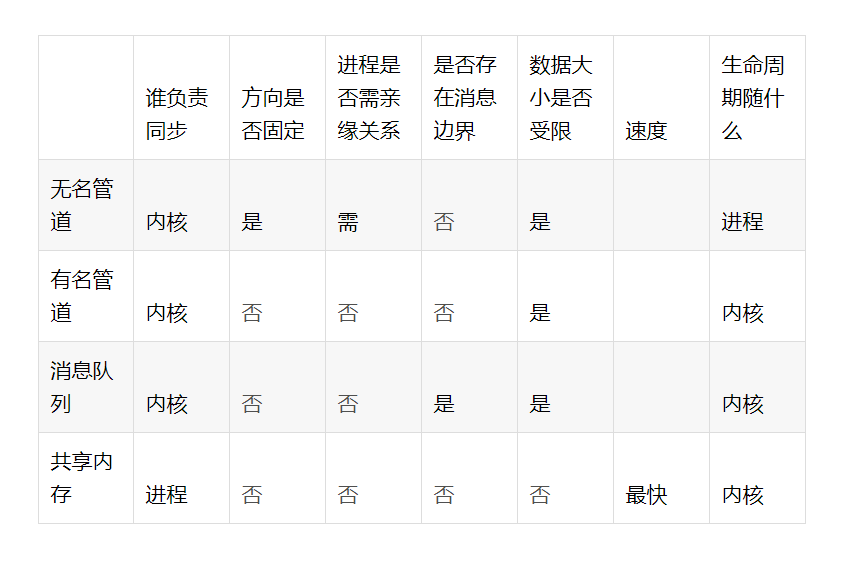 谁负责
同步
方向是
否固定
进程是
否需亲
缘关系
是否存
在消息
边界
数据大
小是否
受限
速度
生命周
期随什
么
无名管
道
内核
是
需
否
是
进程
有名管
道
内核
否
否
否
是
内核
消息队
列
内核
否
否
是
是
内核
共享内
存
进程
否
否
否
否
最快
内核